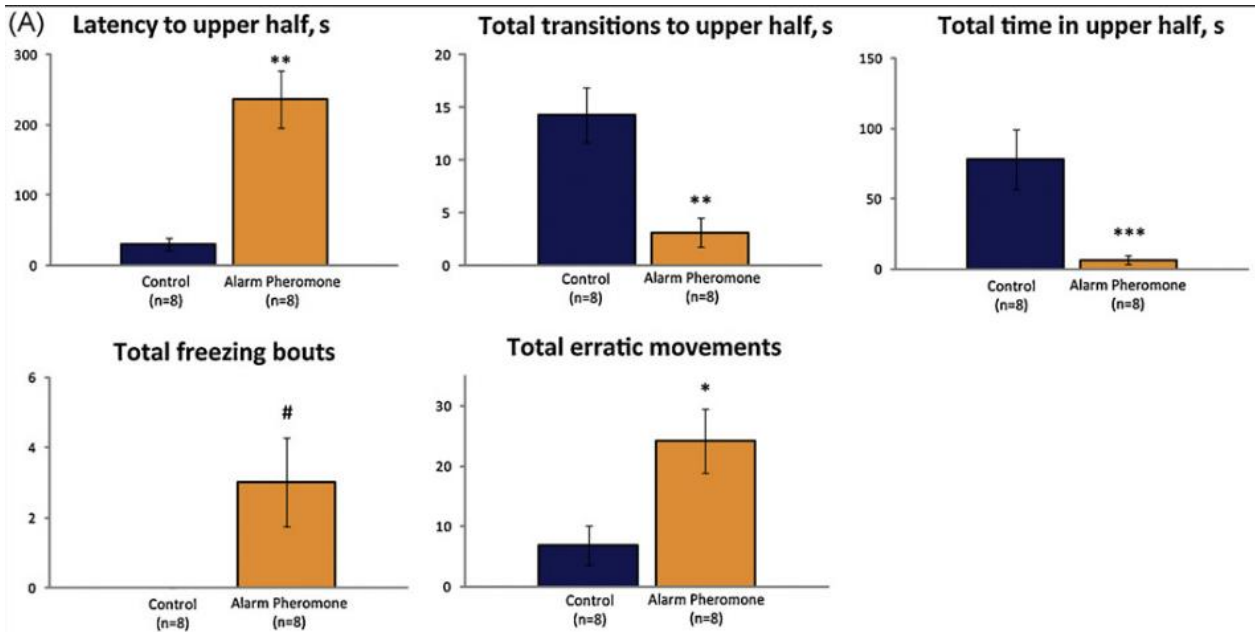 (A)
Latency to upper half, s
300
200
100
0
**
Control
(n=8)
Alarm Pheromone
(n=8)
Total transitions to upper half, s
20
15
10
5
0
**
Control
(n=8)
Alarm Pheromone
(n=8)
Total time in upper half, s
150
100
50
0
***
Control
(n=8)
Alarm Pheromone
(n=8)
Total freezing bouts
6
4
2
0
#
Control
(n=8)
Alarm Pheromone
(n=8)
Total erratic movements
30
20
10
0
*
Control
(n=8)
Alarm Pheromone
(n=8)